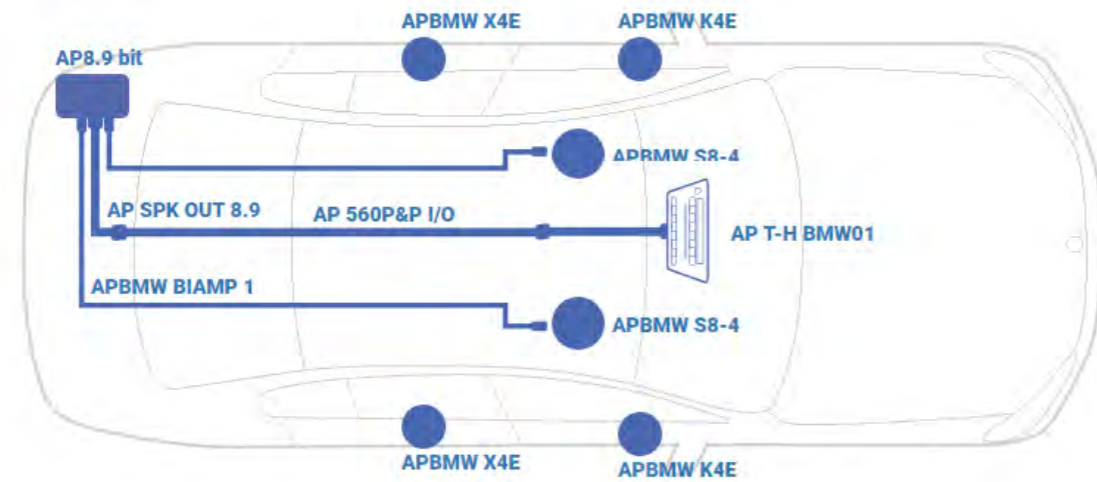 APBMW X4E
APBMW K4E
AP8.9 bit
APBMW S8-4
AP SPK OUT 8.9
AP 560P&P I/O
AP T-H BMW01
APBMW BIAMP 1
APBMW S8-4
APBMW X4E
APBMW K4E